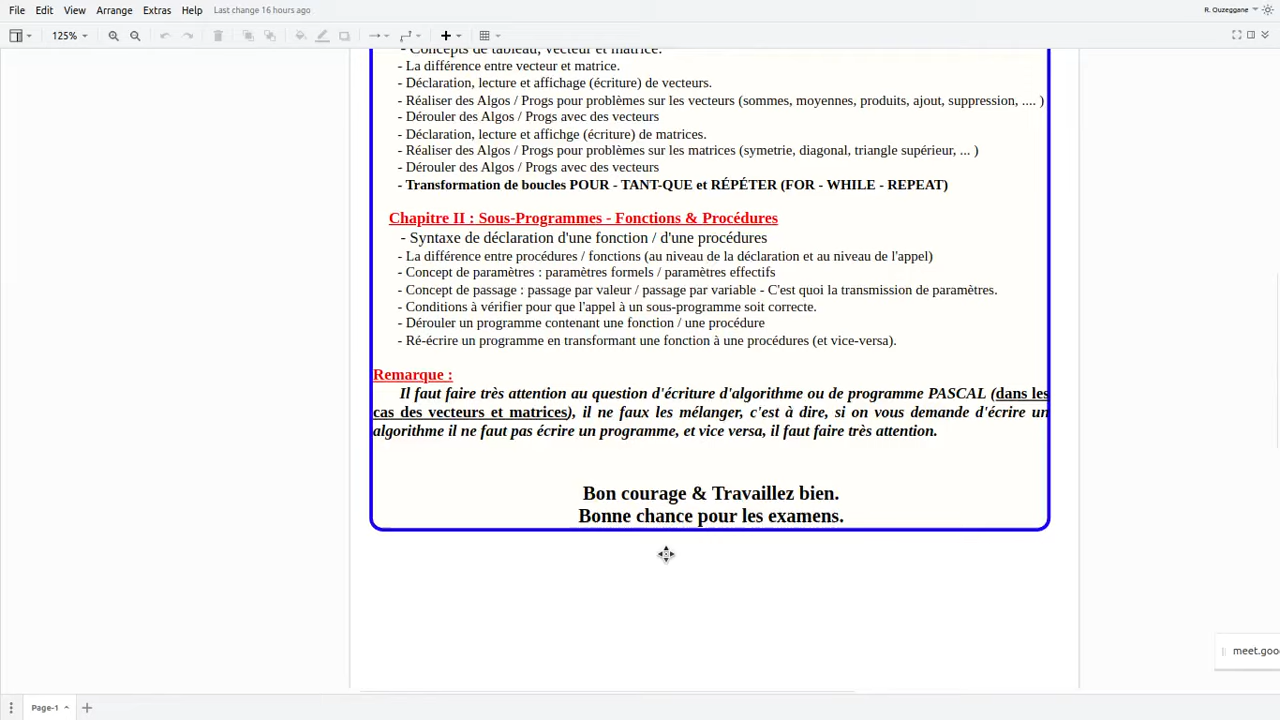 File Edit View Arrange Extras Help Last change 16 hours ago R. Ouzeggane
125%
- Concepts de tableau, vecteur et matrice.
- La différence entre vecteur et matrice.
- Déclaration, lecture et affichage (écriture) de vecteurs.
- Réaliser des Algos / Progs pour problèmes sur les vecteurs (sommes, moyennes, produits, ajout, suppression, .... )
- Dérouler des Algos / Progs avec des vecteurs
- Déclaration, lecture et affichge (écriture) de matrices.
- Réaliser des Algos / Progs pour problèmes sur les matrices (symetrie, diagonal, triangle supérieur, ... )
- Dérouler des Algos / Progs avec des vecteurs
- Transformation de boucles POUR - TANT-QUE et RÉPÉTER (FOR - WHILE - REPEAT)
Chapitre II : Sous-Programmes - Fonctions & Procédures
- Syntaxe de déclaration d'une fonction / d'une procédures
- La différence entre procédures / fonctions (au niveau de la déclaration et au niveau de l'appel)
- Concept de paramètres : paramètres formels / paramètres effectifs
- Concept de passage : passage par valeur / passage par variable - C'est quoi la transmission de paramètres.
- Conditions à vérifier pour que l'appel à un sous-programme soit correcte.
- Dérouler un programme contenant une fonction / une procédure
- Ré-écrire un programme en transformant une fonction à une procédures (et vice-versa).
Remarque :
Il faut faire très attention au question d'écriture d'algorithme ou de programme PASCAL (dans les
cas des vecteurs et matrices), il ne faux les mélanger, c'est à dire, si on vous demande d'écrire un
algorithme il ne faut pas écrire un programme, et vice versa, il faut faire très attention.
Bon courage & Travaillez bien.
Bonne chance pour les examens.
meet.goo
Page-1